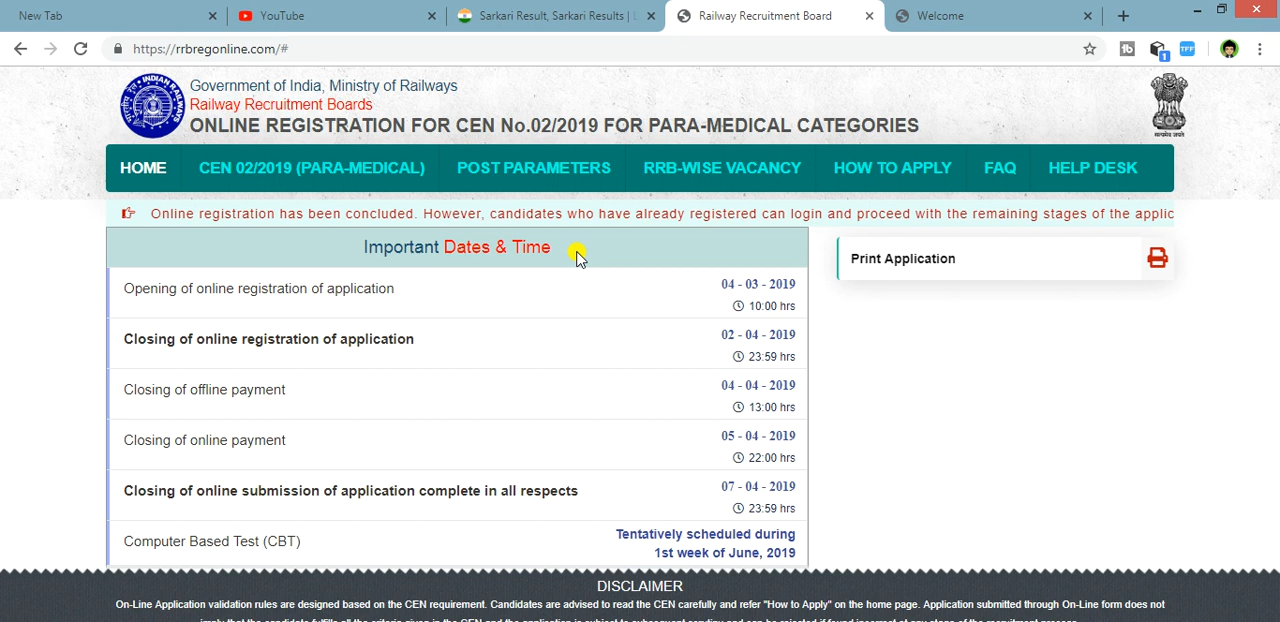 New Tab
YouTube
Sarkari Result, Sarkari Results | L
Railway Recruitment Board
Welcome
https://rrbregonline.com/#
tb
1
TFF
INDIAN RAILWAYS
Government of India, Ministry of Railways
Railway Recruitment Boards
ONLINE REGISTRATION FOR CEN No.02/2019 FOR PARA-MEDICAL CATEGORIES
सत्यमेव जयते
HOME
CEN 02/2019 (PARA-MEDICAL)
POST PARAMETERS
RRB-WISE VACANCY
HOW TO APPLY
FAQ
HELP DESK
Online registration has been concluded. However, candidates who have already registered can login and proceed with the remaining stages of the applic
Important Dates & Time
Print Application
Opening of online registration of application
04 - 03 - 2019
10:00 hrs
Closing of online registration of application
02 - 04 - 2019
23:59 hrs
Closing of offline payment
04 - 04 - 2019
13:00 hrs
Closing of online payment
05 - 04 - 2019
22:00 hrs
Closing of online submission of application complete in all respects
07 - 04 - 2019
23:59 hrs
Computer Based Test (CBT)
Tentatively scheduled during
1st week of June, 2019
DISCLAIMER
On-Line Application validation rules are designed based on the CEN requirement. Candidates are advised to read the CEN carefully and refer "How to Apply" on the home page. Application submitted through On-Line form does not